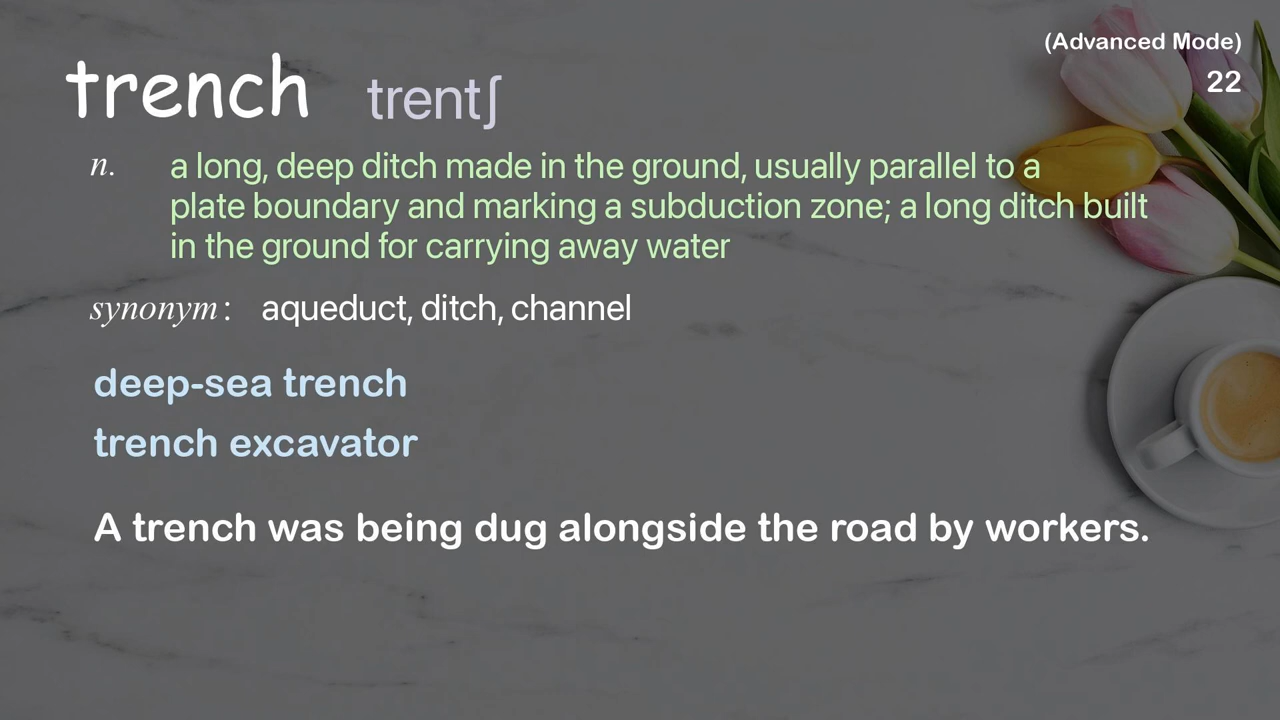 (Advanced Mode)
trench trentʃ
22
n. a long, deep ditch made in the ground, usually parallel to a
plate boundary and marking a subduction zone; a long ditch built
in the ground for carrying away water
synonym: aqueduct, ditch, channel
deep-sea trench
trench excavator
A trench was being dug alongside the road by workers.